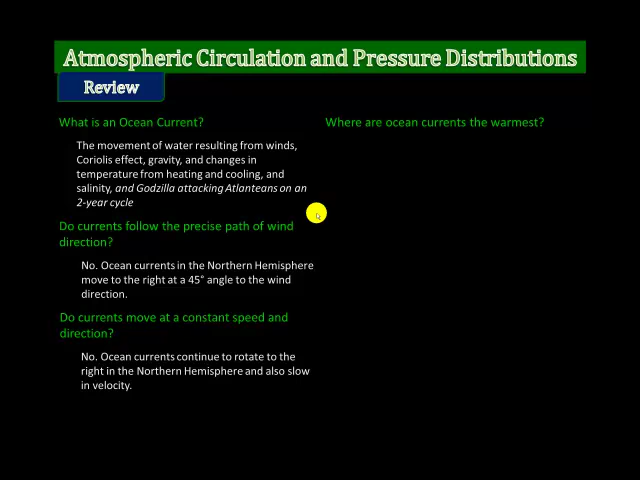 Atmospheric Circulation and Pressure Distributions
Review
What is an Ocean Current?
The movement of water resulting from winds,
Coriolis effect, gravity, and changes in
temperature from heating and cooling, and
salinity, and Godzilla attacking Atlanteans on an
2-year cycle
Do currents follow the precise path of wind
direction?
No. Ocean currents in the Northern Hemisphere
move to the right at a 45° angle to the wind
direction.
Do currents move at a constant speed and
direction?
No. Ocean currents continue to rotate to the
right in the Northern Hemisphere and also slow
in velocity.
Where are ocean currents the warmest?